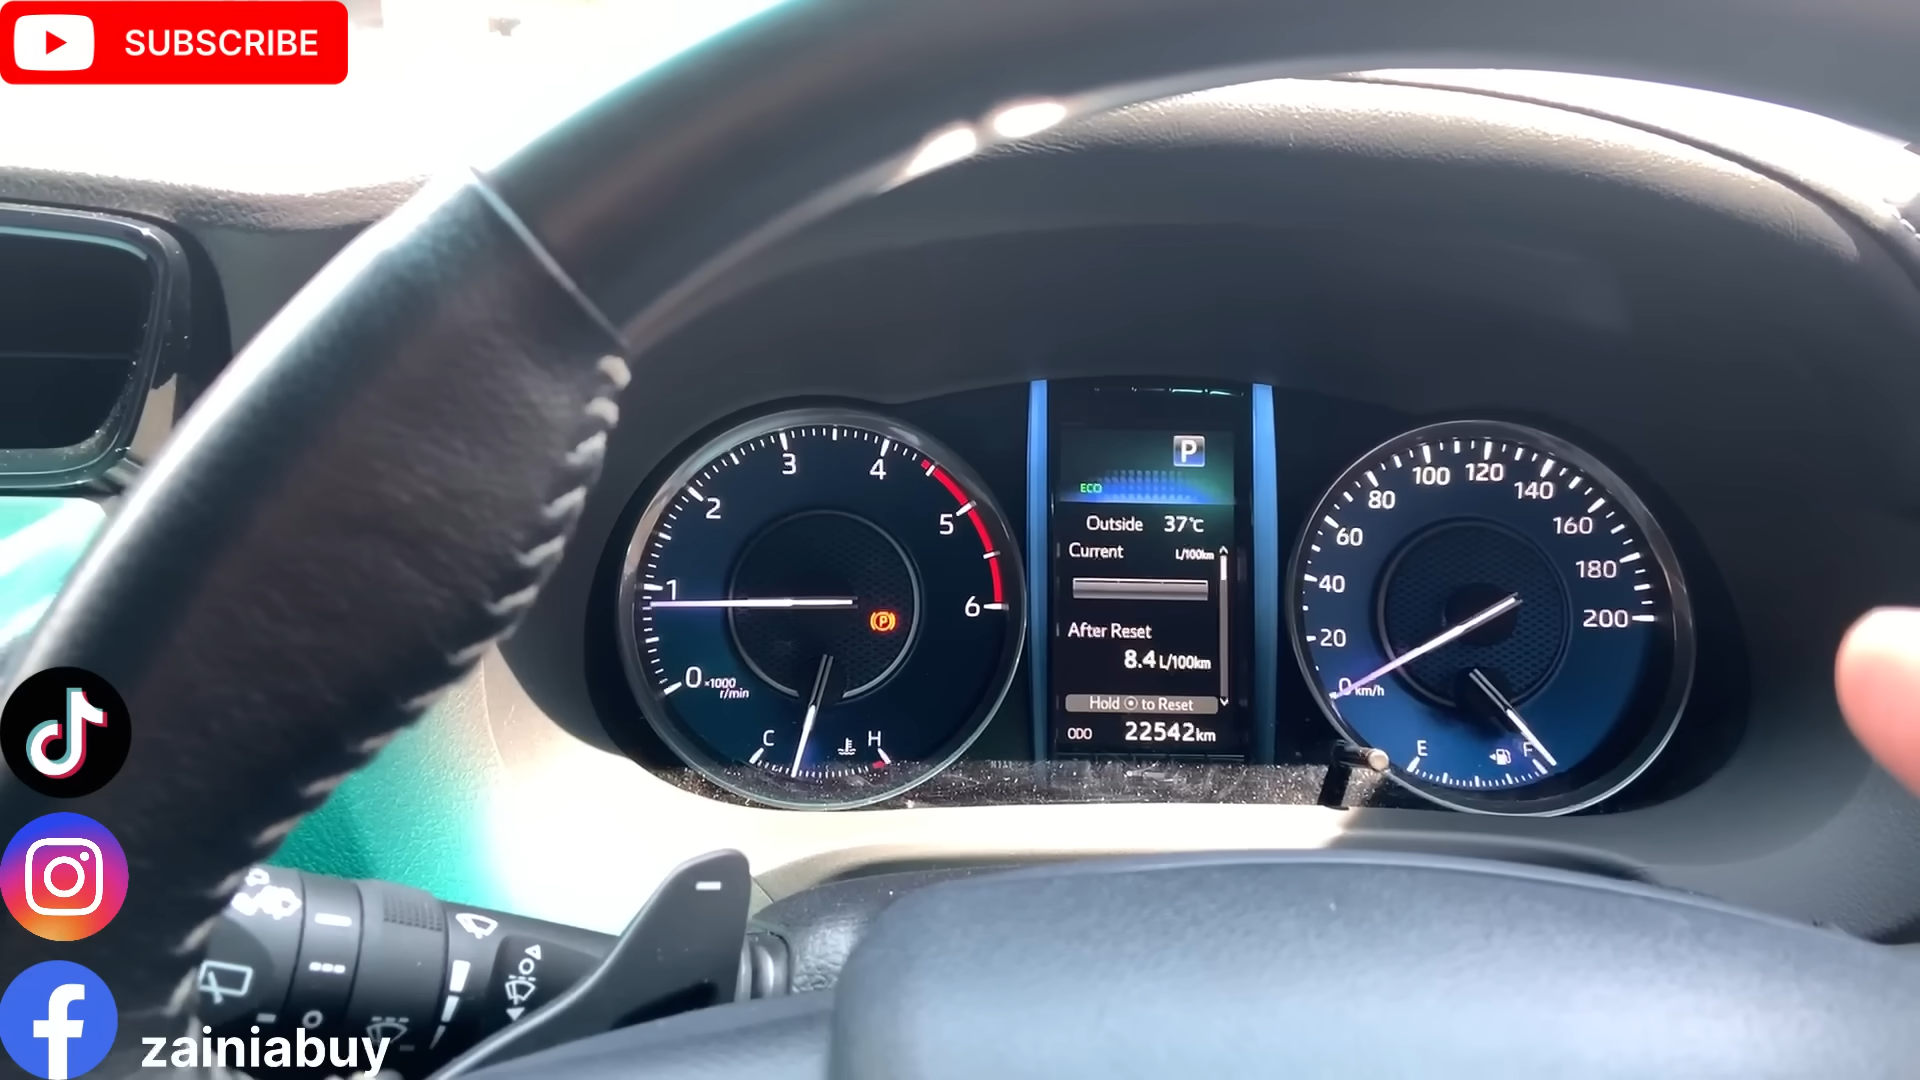 SUBSCRIBE
0 1 2 3 4 5 6
×1000
r/min
C H
P
ECO
Outside 37°C
Current L/100km
After Reset
8.4 L/100km
Hold ⊙ to Reset
ODO 22542km
0 20 40 60 80 100 120 140 160 180 200
km/h
E F
(P)
zainiabuy